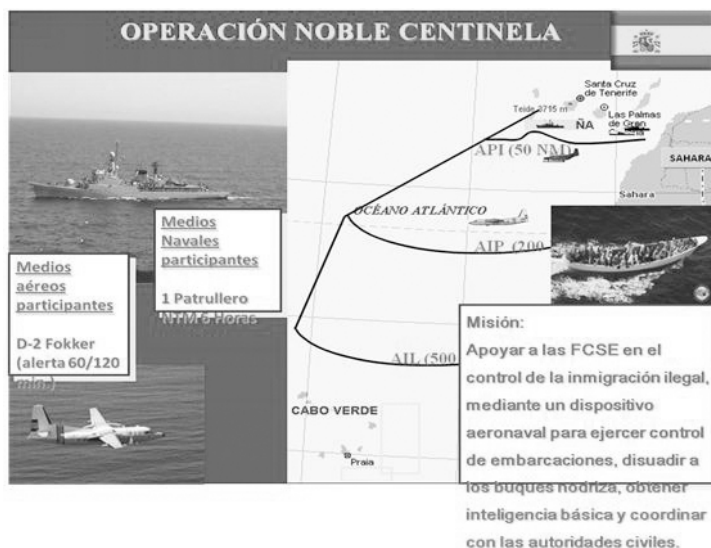 OPERACIÓN NOBLE CENTINELA
Santa Cruz
de Tenerife
Teide 3715 m
Las Palmas
de Gran
ÑA
API (50 NM)
SAHARA
Sahara
OCÉANO ATLÁNTICO
AIP (200
AIL (500
CABO VERDE
Praia
Medios
Navales
participantes
1 Patrullero
NTM 6 Horas
Medios
aéreos
participantes
D-2 Fokker
(alerta 60/120
min.)
Misión:
Apoyar a las FCSE en el
control de la inmigración ilegal,
mediante un dispositivo
aeronaval para ejercer control
de embarcaciones, disuadir a
los buques nodriza, obtener
inteligencia básica y coordinar
con las autoridades civiles.